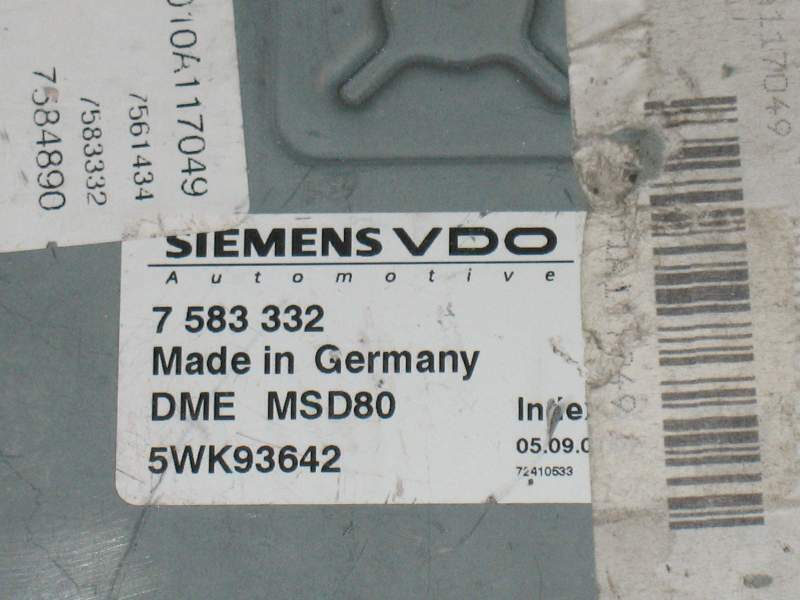 010A117049
7561434
7583332
7584890
SIEMENS VDO
Automotive
7 583 332
Made in Germany
DME MSD80
5WK93642
Index
05.09.0
72410533